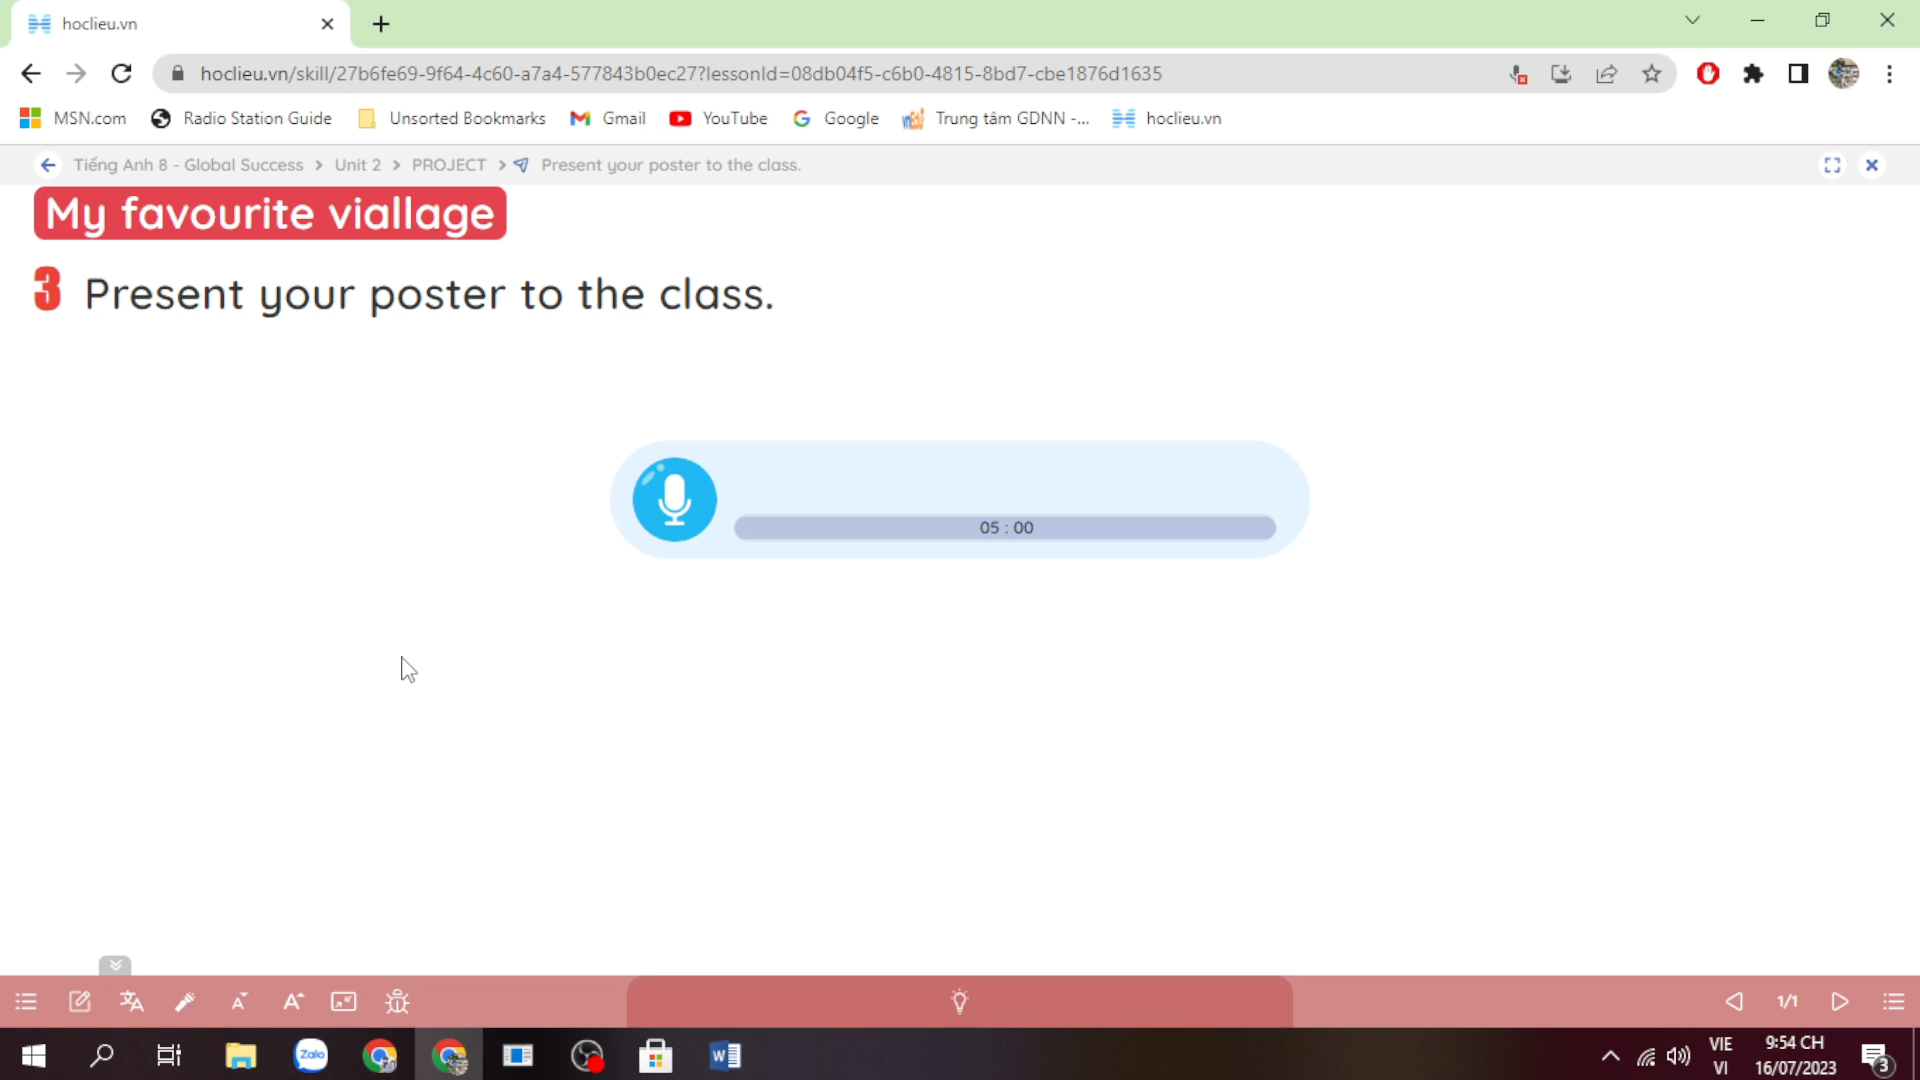 hoclieu.vn
hoclieu.vn/skill/27b6fe69-9f64-4c60-a7a4-577843b0ec27?lessonId=08db04f5-c6b0-4815-8bd7-cbe1876d1635
MSN.com Radio Station Guide Unsorted Bookmarks Gmail YouTube Google Trung tâm GDNN -... hoclieu.vn
Tiếng Anh 8 - Global Success > Unit 2 > PROJECT > Present your poster to the class.
My favourite viallage
3 Present your poster to the class.
05 : 00
1/1
Zalo
VIE
VI
9:54 CH
16/07/2023
3